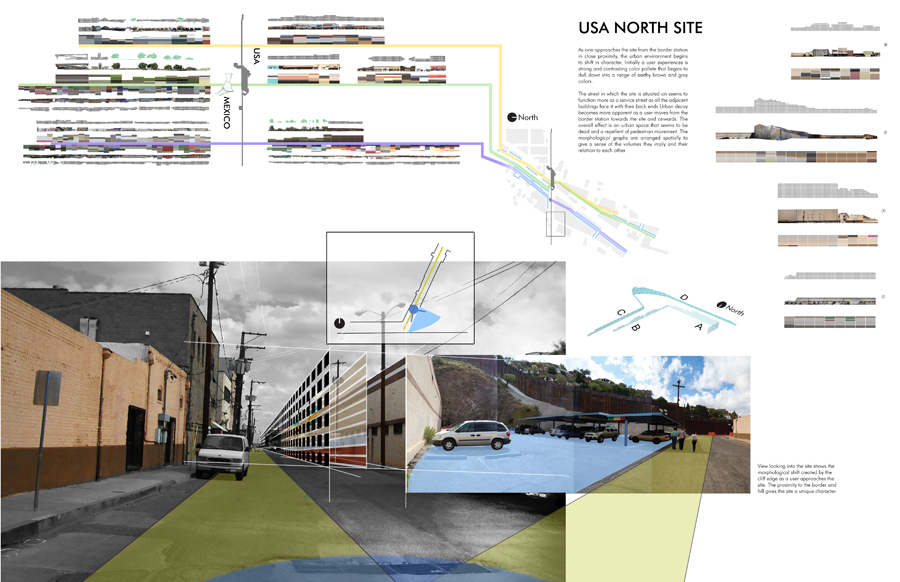 USA NORTH SITE
As one approaches the site from the border station
in close proximity, the urban environment begins
to shift in character. Initially a user experiences a
strong and contrasting color pollete that begins to
dull down into a range of earthy brown and gray
colors.
The street in which the site is situated on seems to
function more as a service street as all the adjacent
buildings face it with their back ends Urban decay
becomes more apparent as a user moves from the
border station towards the site and onwards. The
overall effect is an urban space that seems to be
dead and a repellent of pedestrian movement. The
morphological graphs are arranged spatially to
give a sense of the volumes they imply and their
relation to each other
USA
MEXICO
North
D
C
B
A
North
View looking into the site shows the
morphological shift created by the
cliff edge as a user approaches the
site. The proximity to the border and
hill gives the site a unique character.